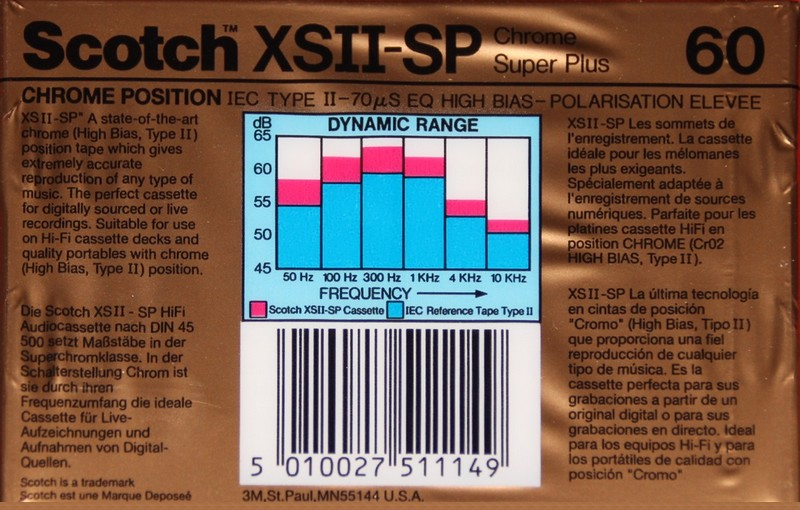 Scotch™ XSII-SP Chrome Super Plus 60
CHROME POSITION IEC TYPE II-70µS EQ HIGH BIAS-POLARISATION ELEVEE
XSII-SP" A state-of-the-art
chrome (High Bias, Type II)
position tape which gives
extremely accurate
reproduction of any type of
music. The perfect cassette
for digitally sourced or live
recordings. Suitable for use
on Hi-Fi cassette decks and
quality portables with chrome
(High Bias, Type II) position.
Die Scotch XSII - SP HiFi
Audiocassette nach DIN 45
500 setzt Maßstäbe in der
Superchromklasse. In der
Schalterstellung Chrom ist
sie durch ihren
Frequenzumfang die ideale
Cassette für Live-
Aufzeichnungen und
Aufnahmen von Digital-
Quellen.
Scotch is a trademark
Scotch est une Marque Deposeé
dB DYNAMIC RANGE
65
60
55
50
45
50 Hz 100 Hz 300 Hz 1 KHz 4 KHz 10 KHz
FREQUENCY
Scotch XSII-SP Cassette IEC Reference Tape Type II
5 010027 511149
3M,St.Paul,MN55144 U.S.A.
XSII-SP Les sommets de
l'enregistrement. La cassette
idéale pour les mélomanes
les plus exigeants.
Spécialement adaptée à
l'enregistrement de sources
numériques. Parfaite pour les
platines cassette HiFi en
position CHROME (Cr02
HIGH BIAS, Type II).
XSII-SP La última tecnología
en cintas de posición
"Cromo" (High Bias, Tipo II)
que proporciona una fiel
reproducción de cualquier
tipo de música. Es la
cassette perfecta para sus
grabaciones a partir de un
original digital o para sus
grabaciones en directo. Ideal
para los equipos Hi-Fi y para
los portátiles de calidad con
posición "Cromo"